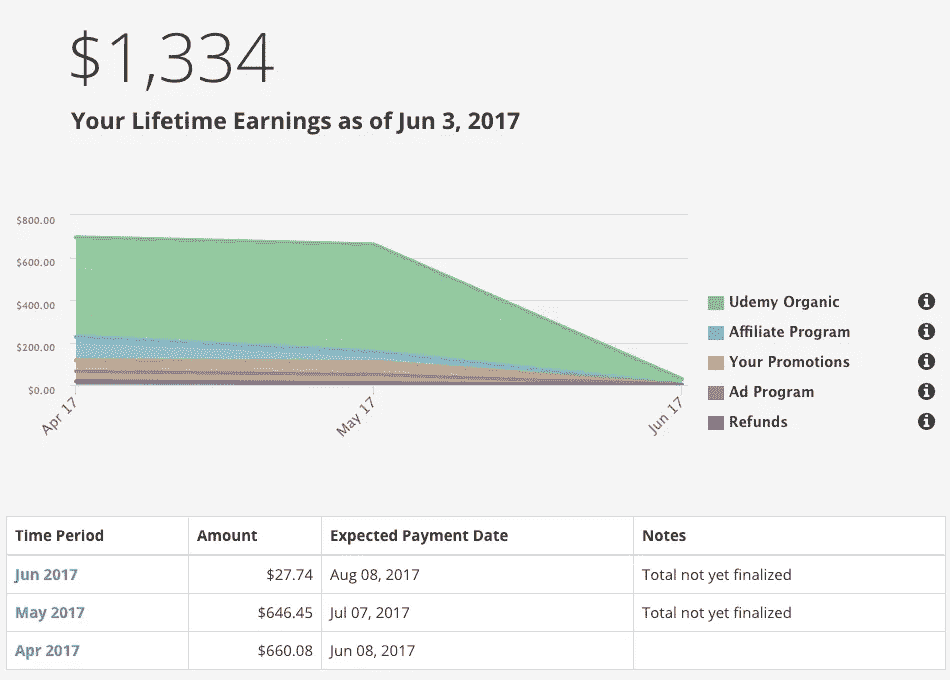 $1,334
Your Lifetime Earnings as of Jun 3, 2017
$800.00
$600.00
$400.00
$200.00
$0.00
Apr 17
May 17
Jun 17
Udemy Organic
Affiliate Program
Your Promotions
Ad Program
Refunds
Time Period Amount Expected Payment Date Notes
Jun 2017 $27.74 Aug 08, 2017 Total not yet finalized
May 2017 $646.45 Jul 07, 2017 Total not yet finalized
Apr 2017 $660.08 Jun 08, 2017